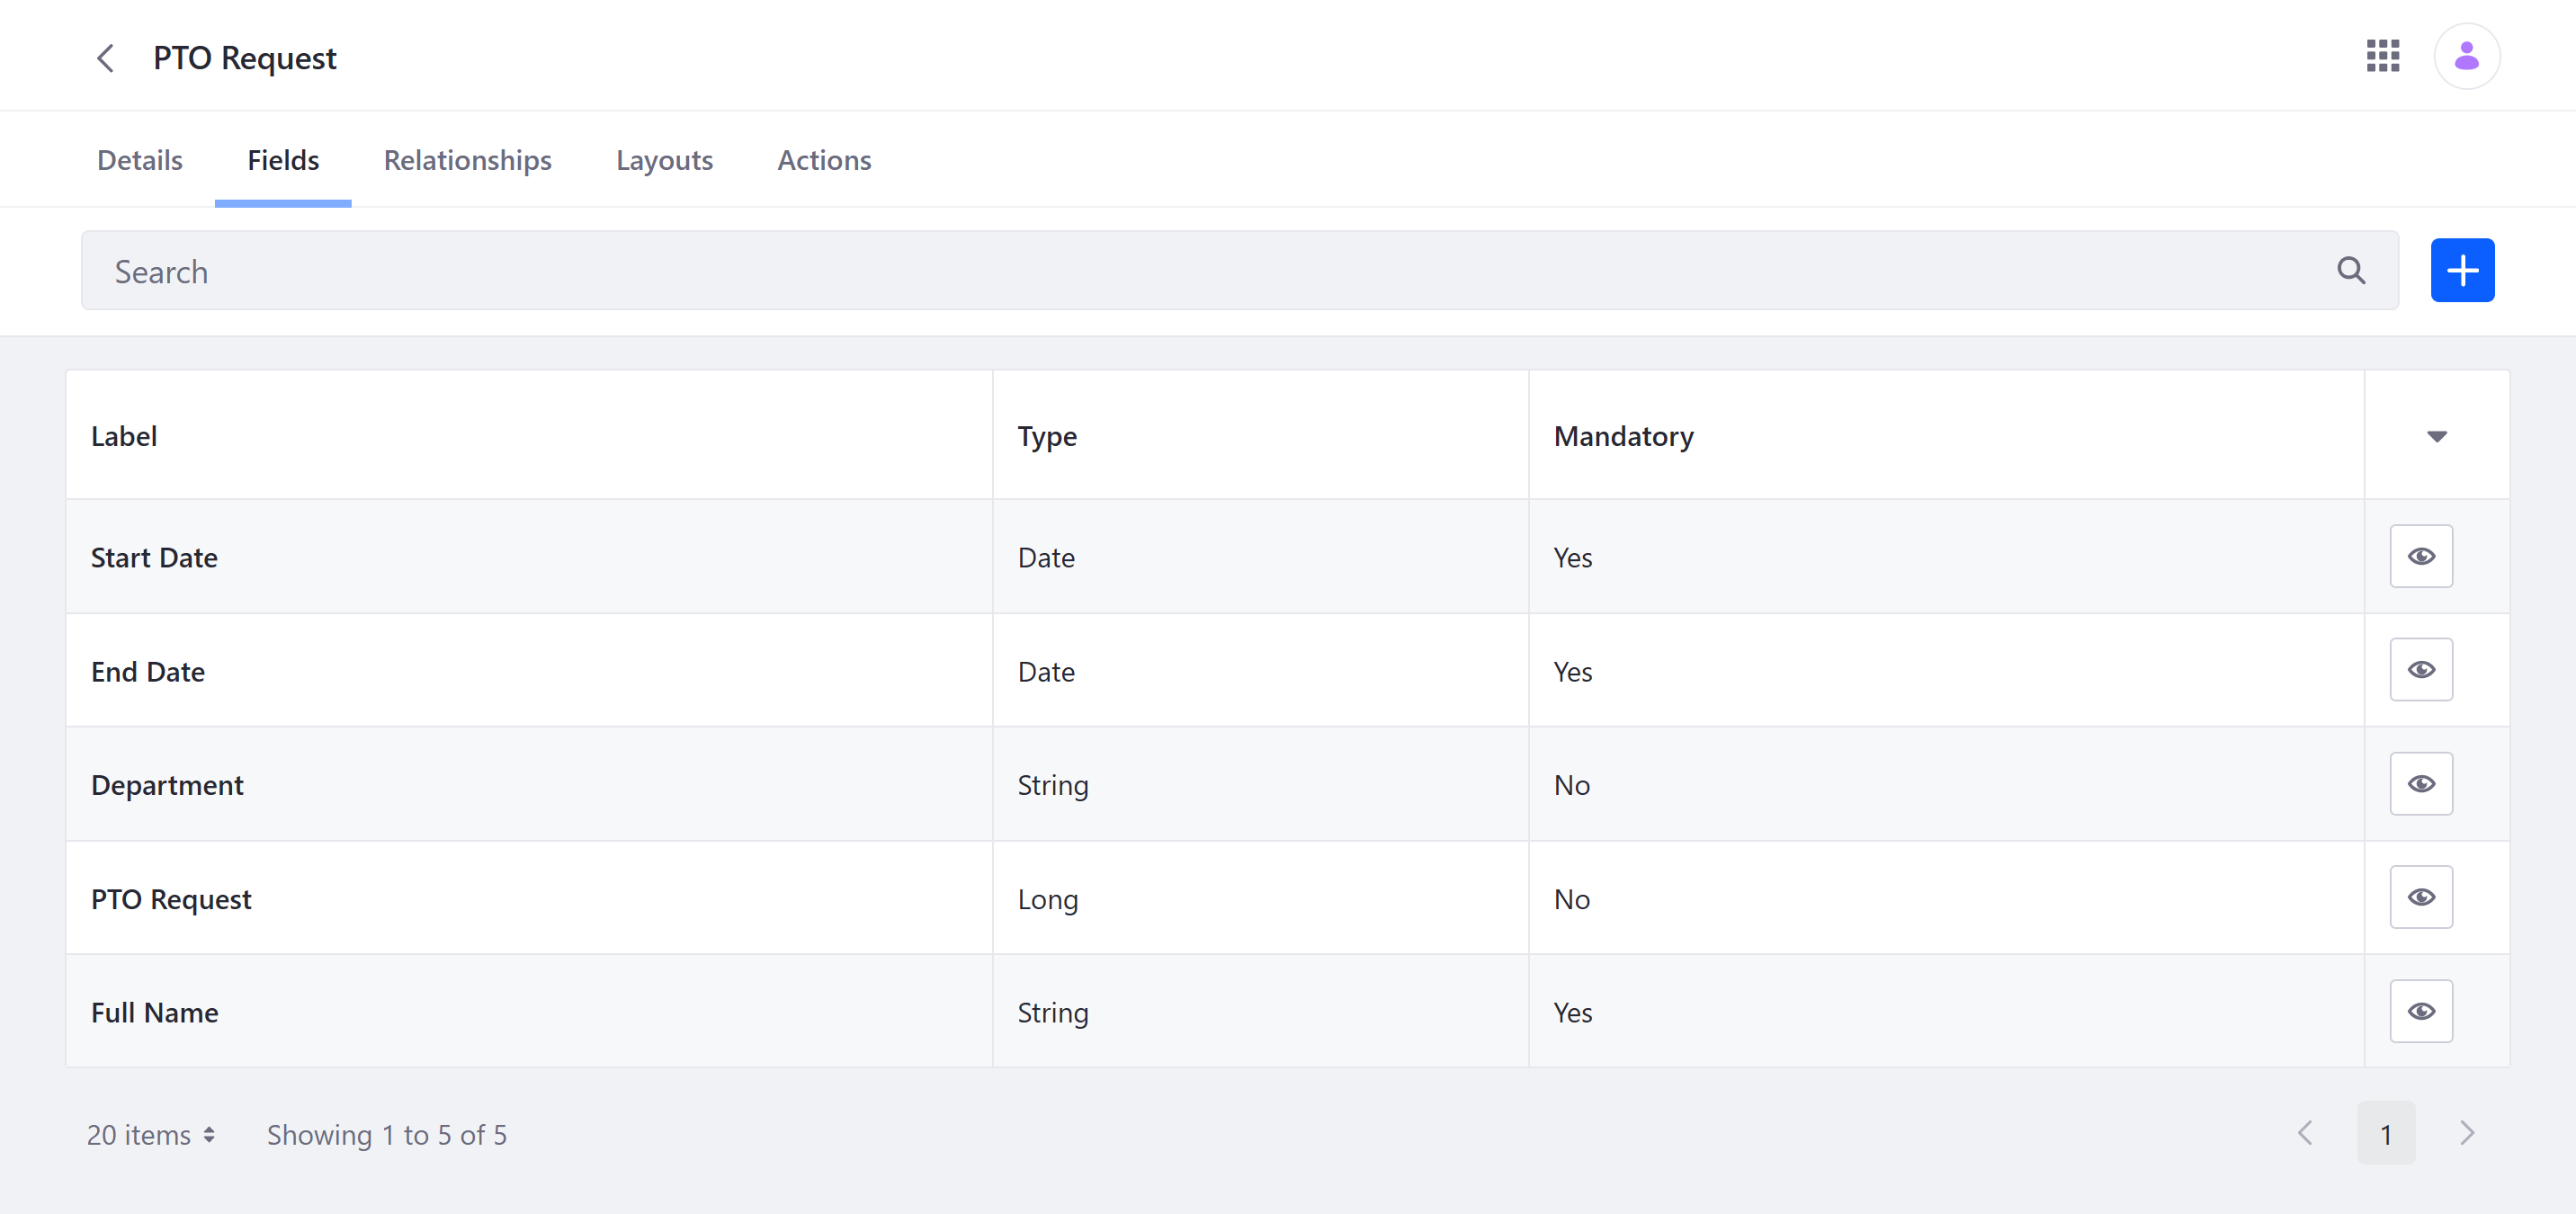 PTO Request
Details Fields Relationships Layouts Actions
Search
Label Type Mandatory
Start Date Date Yes
End Date Date Yes
Department String No
PTO Request Long No
Full Name String Yes
20 items Showing 1 to 5 of 5 1